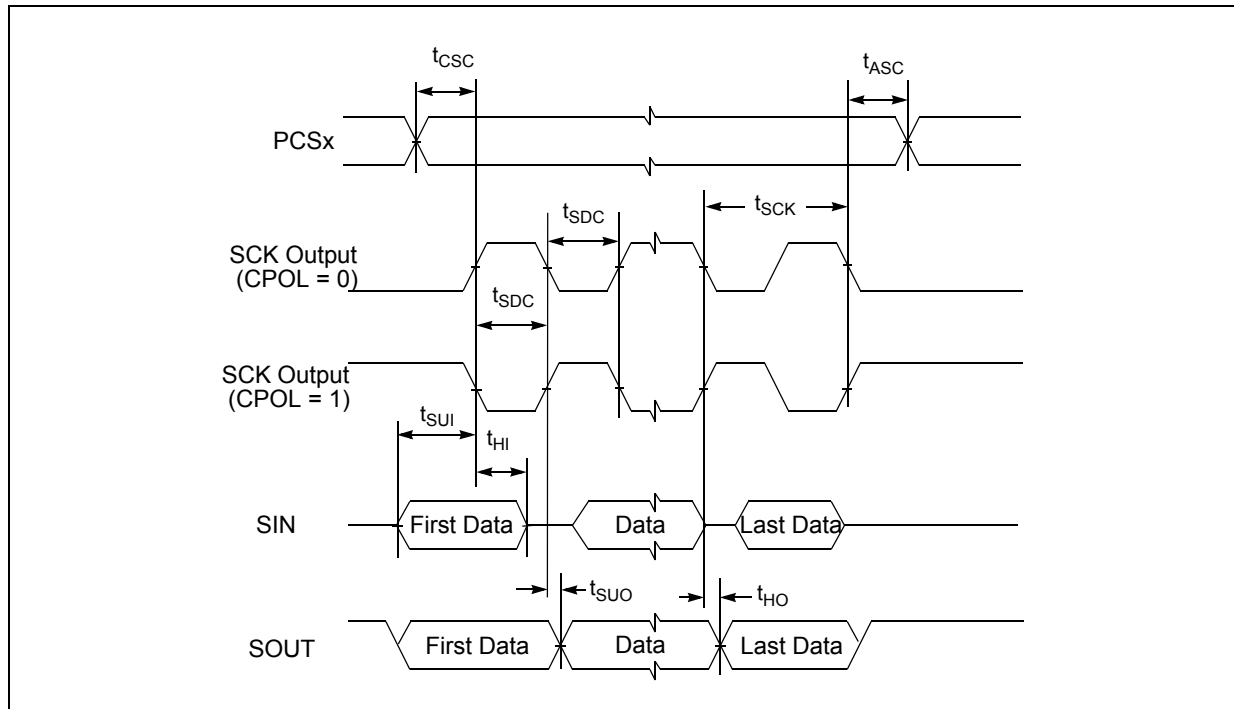 tCSC
tASC
PCSx
tSCK
tSDC
SCK Output
(CPOL = 0)
tSDC
SCK Output
(CPOL = 1)
tSUI
tHI
SIN
First Data
Data
Last Data
tSUO
tHO
SOUT
First Data
Data
Last Data